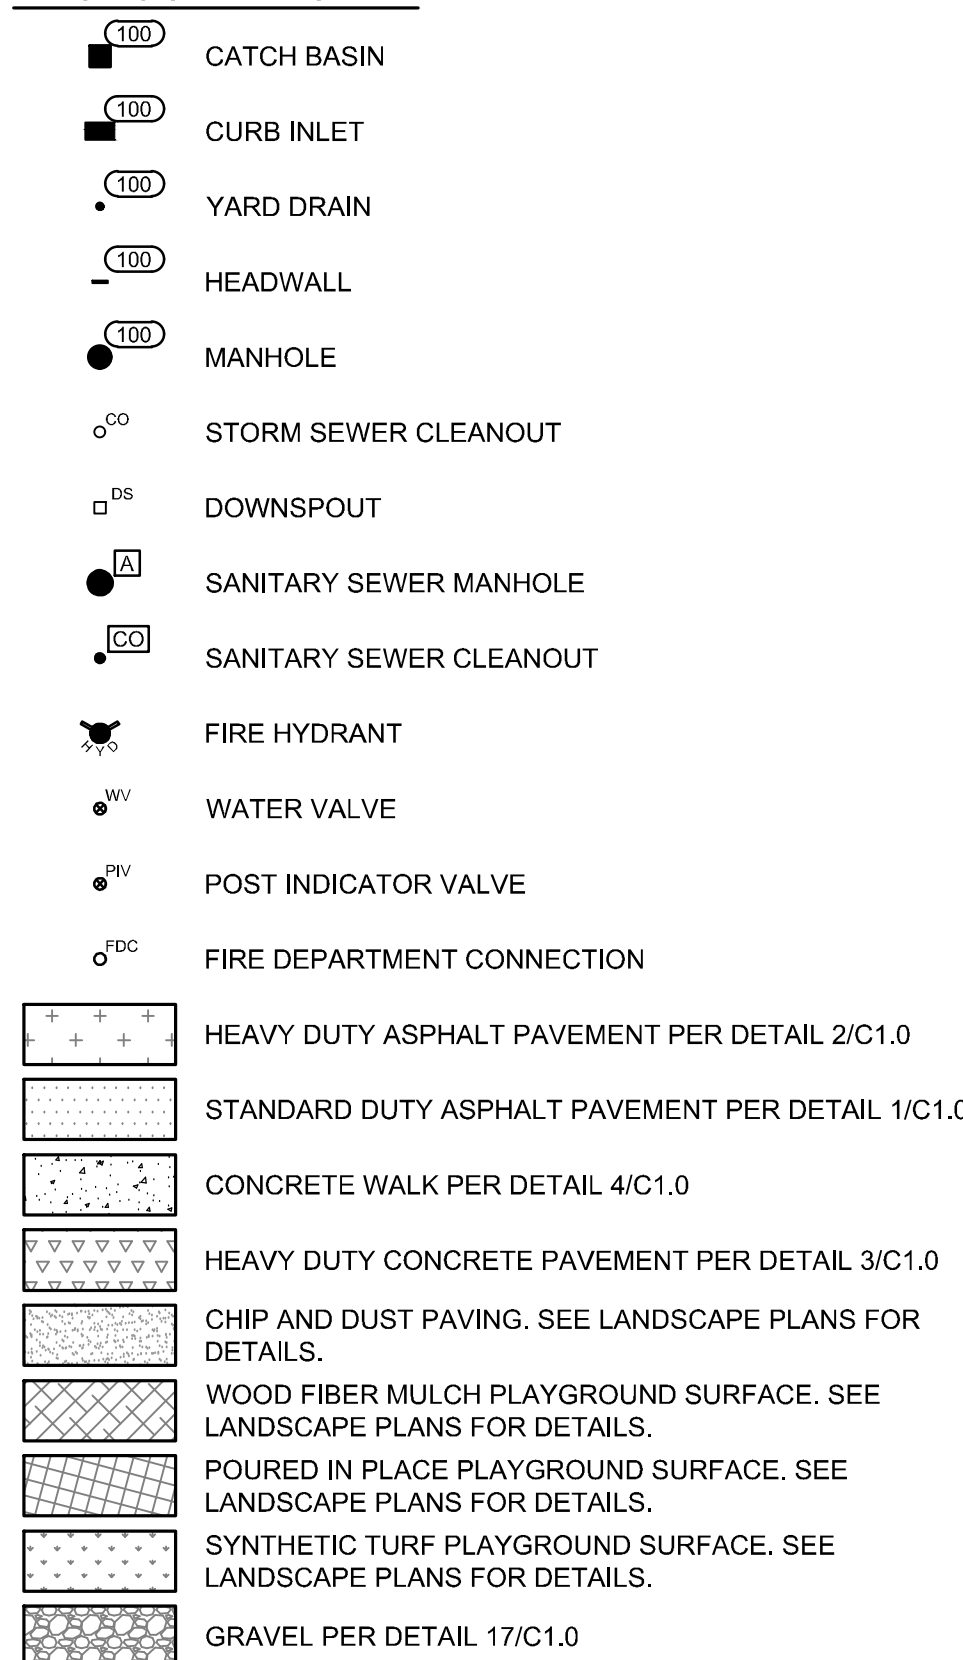 100
CATCH BASIN
100
CURB INLET
100
YARD DRAIN
100
HEADWALL
100
MANHOLE
CO
STORM SEWER CLEANOUT
DS
DOWNSPOUT
A
SANITARY SEWER MANHOLE
CO
SANITARY SEWER CLEANOUT
HYD
FIRE HYDRANT
WV
WATER VALVE
PIV
POST INDICATOR VALVE
FDC
FIRE DEPARTMENT CONNECTION
HEAVY DUTY ASPHALT PAVEMENT PER DETAIL 2/C1.0
STANDARD DUTY ASPHALT PAVEMENT PER DETAIL 1/C1.0
CONCRETE WALK PER DETAIL 4/C1.0
HEAVY DUTY CONCRETE PAVEMENT PER DETAIL 3/C1.0
CHIP AND DUST PAVING. SEE LANDSCAPE PLANS FOR
DETAILS.
WOOD FIBER MULCH PLAYGROUND SURFACE. SEE
LANDSCAPE PLANS FOR DETAILS.
POURED IN PLACE PLAYGROUND SURFACE. SEE
LANDSCAPE PLANS FOR DETAILS.
SYNTHETIC TURF PLAYGROUND SURFACE. SEE
LANDSCAPE PLANS FOR DETAILS.
GRAVEL PER DETAIL 17/C1.0